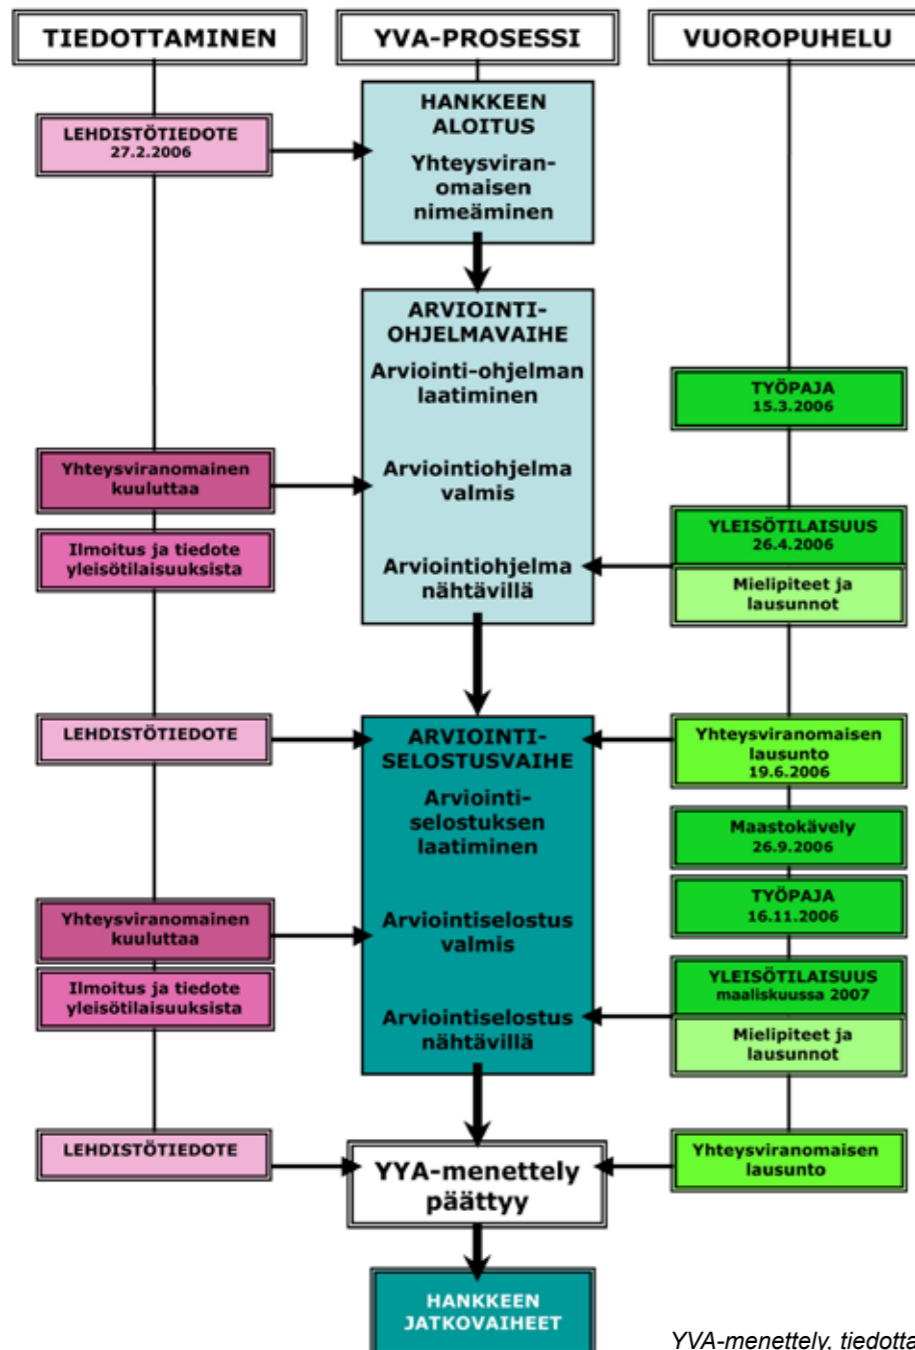 TIEDOTTAMINEN
YVA-PROSESSI
VUOROPUHELU
LEHDISTÖTIEDOTE
27.2.2006
HANKKEEN
ALOITUS
Yhteysviran-
omaisen
nimeäminen
ARVIOINTI-
OHJELMAVAIHE
Arviointi-ohjelman
laatiminen
TYÖPAJA
15.3.2006
Yhteysviranomainen
kuuluttaa
Arviointiohjelma
valmis
Ilmoitus ja tiedote
yleisötilaisuuksista
Arviointiohjelma
nähtävillä
YLEISÖTILAISUUS
26.4.2006
Mielipiteet ja
lausunnot
LEHDISTÖTIEDOTE
ARVIOINTI-
SELOSTUSVAIHE
Arviointi-
selostuksen
laatiminen
Yhteysviranomaisen
lausunto
19.6.2006
Maastokävely
26.9.2006
TYÖPAJA
16.11.2006
Yhteysviranomainen
kuuluttaa
Arviointiselostus
valmis
Ilmoitus ja tiedote
yleisötilaisuuksista
Arviointiselostus
nähtävillä
YLEISÖTILAISUUS
maaliskuussa 2007
Mielipiteet ja
lausunnot
LEHDISTÖTIEDOTE
YYA-menettely
päättyy
Yhteysviranomaisen
lausunto
HANKKEEN
JATKOVAIHEET
YVA-menettely, tiedotta